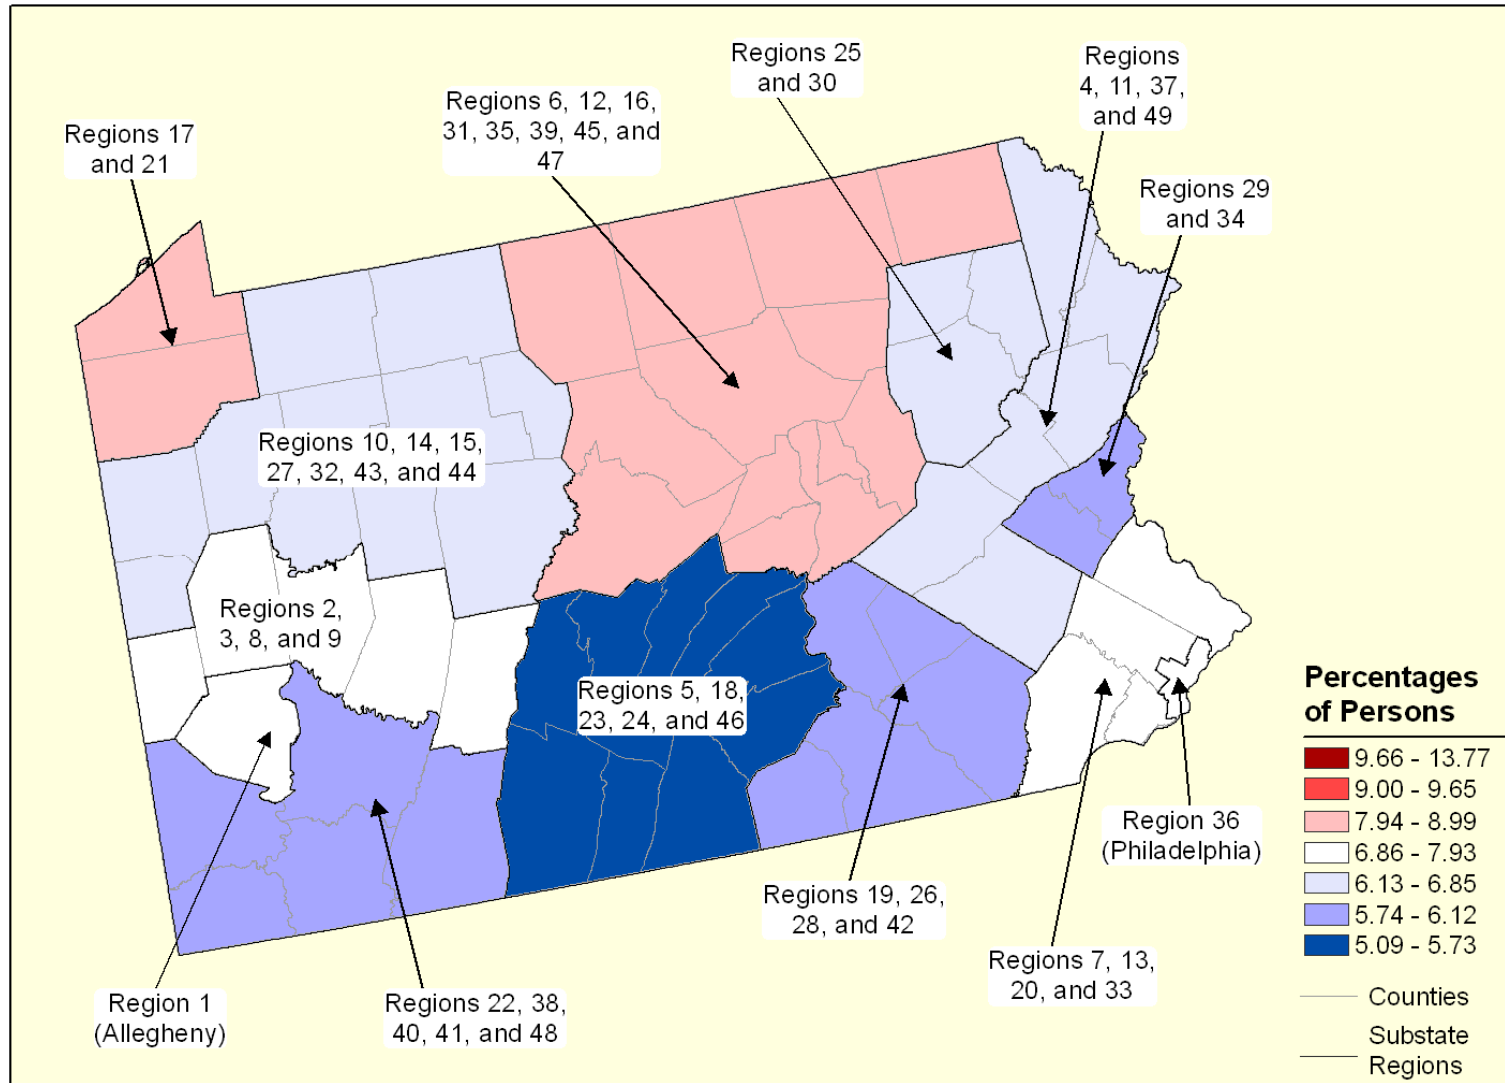 Regions 25
and 30
Regions
4, 11, 37,
and 49
Regions 6, 12, 16,
31, 35, 39, 45, and
47
Regions 17
and 21
Regions 29
and 34
Regions 10, 14, 15,
27, 32, 43, and 44
Regions 2,
3, 8, and 9
Regions 5, 18,
23, 24, and 46
Percentages
of Persons
9.66 - 13.77
9.00 - 9.65
7.94 - 8.99
6.86 - 7.93
6.13 - 6.85
5.74 - 6.12
5.09 - 5.73
Counties
Substate
Regions
Region 36
(Philadelphia)
Regions 19, 26,
28, and 42
Regions 7, 13,
20, and 33
Region 1
(Allegheny)
Regions 22, 38,
40, 41, and 48